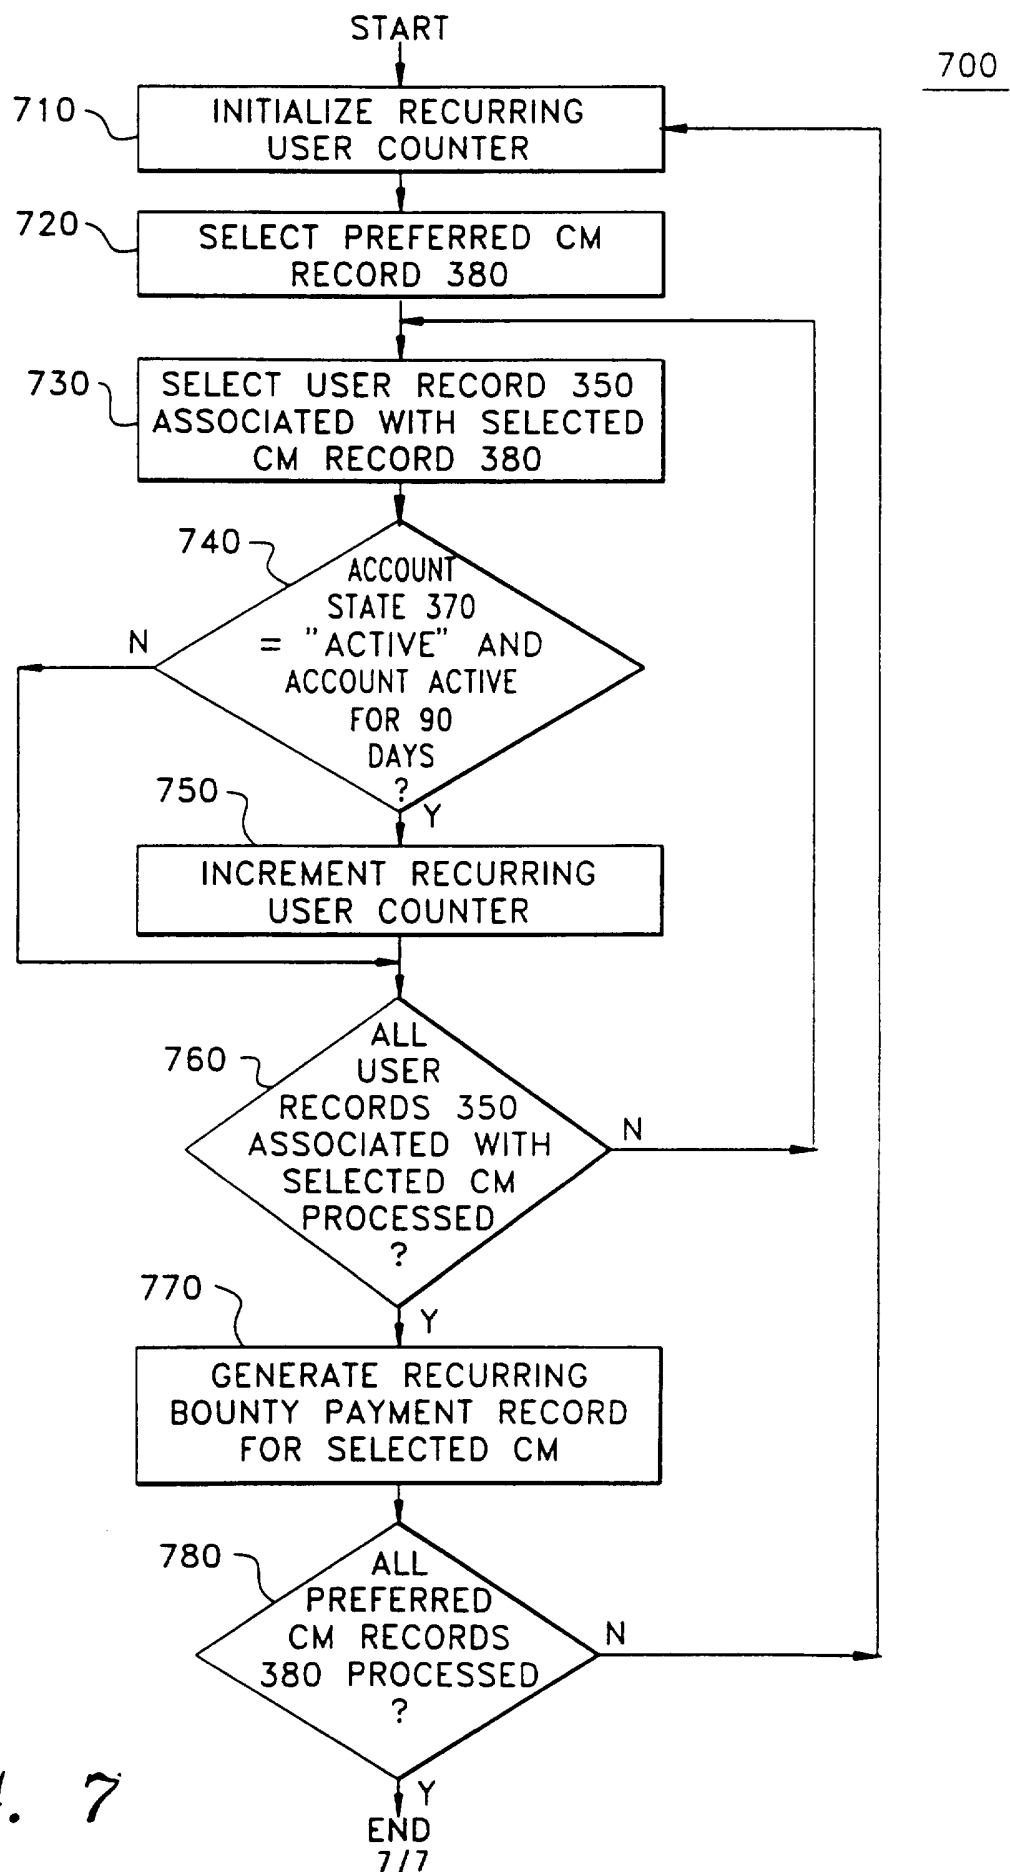 START
700
710
INITIALIZE RECURRING
USER COUNTER
720
SELECT PREFERRED CM
RECORD 380
730
SELECT USER RECORD 350
ASSOCIATED WITH SELECTED
CM RECORD 380
740
ACCOUNT
STATE 370
= "ACTIVE" AND
ACCOUNT ACTIVE
FOR 90
DAYS
?
N
Y
750
INCREMENT RECURRING
USER COUNTER
760
ALL
USER
RECORDS 350
ASSOCIATED WITH
SELECTED CM
PROCESSED
?
N
Y
770
GENERATE RECURRING
BOUNTY PAYMENT RECORD
FOR SELECTED CM
780
ALL
PREFERRED
CM RECORDS
380 PROCESSED
?
N
Y
END
7/7
. 7